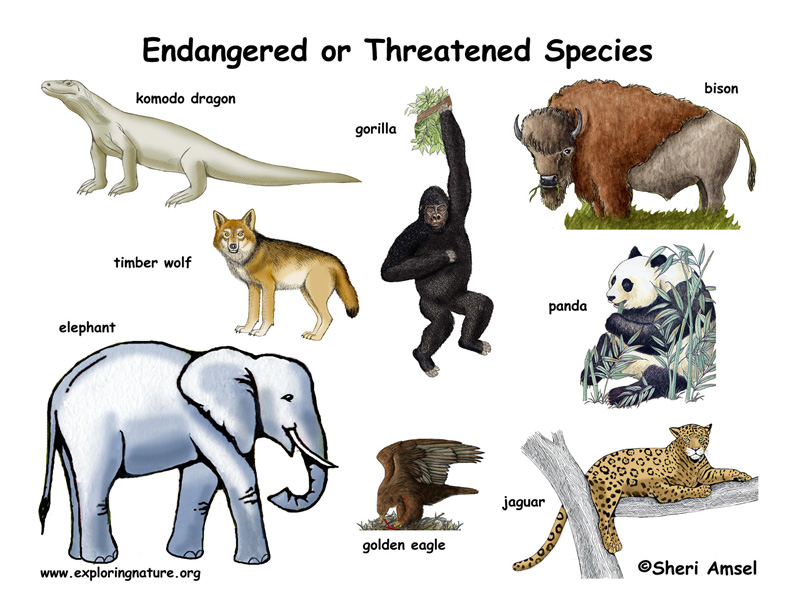 Endangered or Threatened Species
komodo dragon
gorilla
bison
timber wolf
panda
elephant
jaguar
golden eagle
www.exploringnature.org
©Sheri Amsel